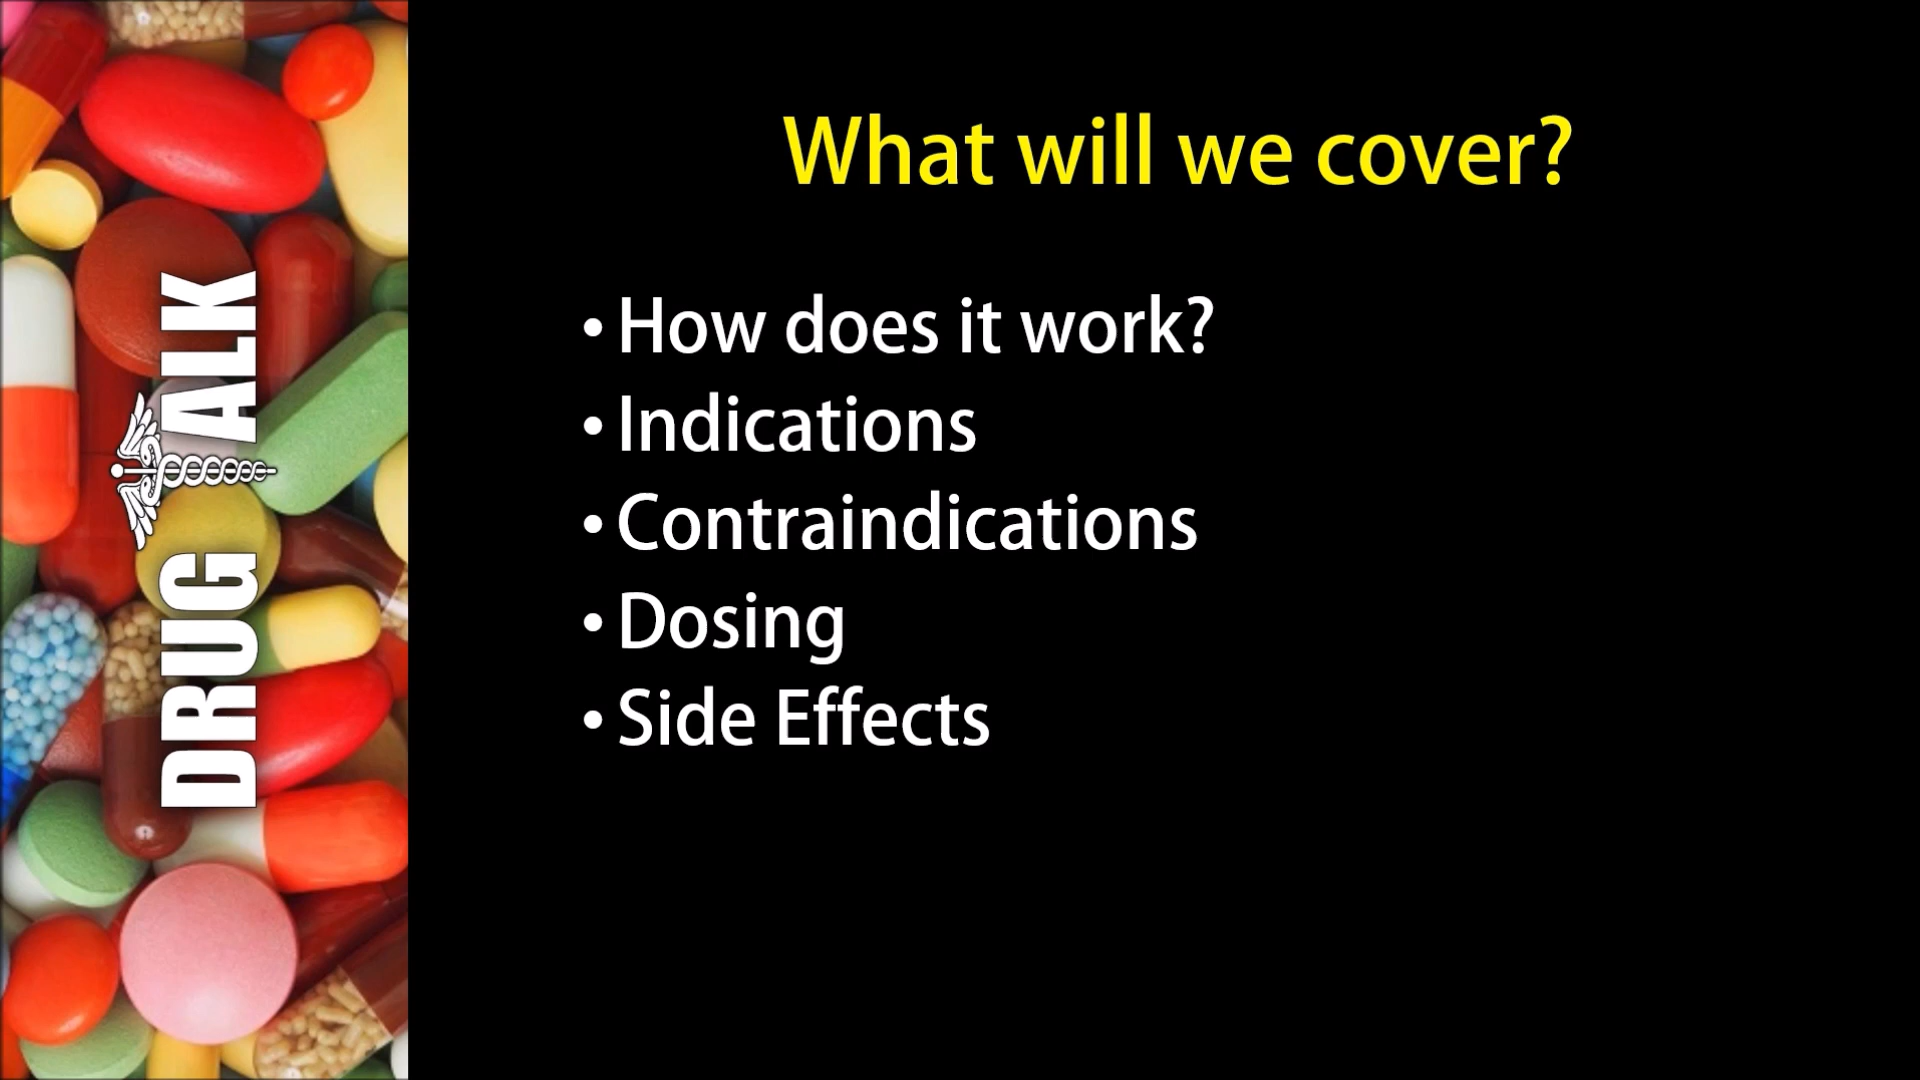 DRUG TALK
What will we cover?
• How does it work?
• Indications
• Contraindications
• Dosing
• Side Effects